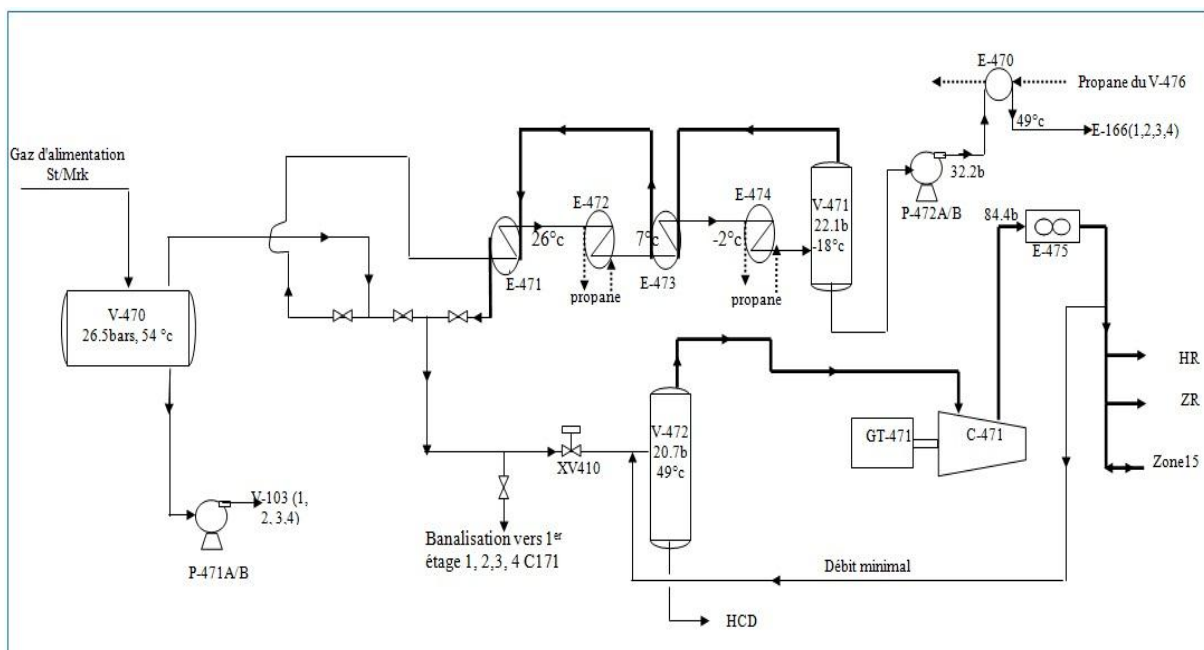 E-470
Propane du V-476
49°c
E-166(1,2,3,4)
Gaz d'alimentation
St/Mrk
32.2b
P-472A/B
E-472
E-474
V-471
22.1b
-18°c
26°c
7°c
-2°c
E-471
E-473
propane
propane
84.4b
E-475
V-470
26.5bars, 54 °c
HR
ZR
Zone15
V-472
20.7b
49°c
GT-471
C-471
XV410
V-103 (1,
2, 3,4)
P-471A/B
Banalisation vers 1er
étage 1, 2,3, 4 C171
Débit minimal
HCD